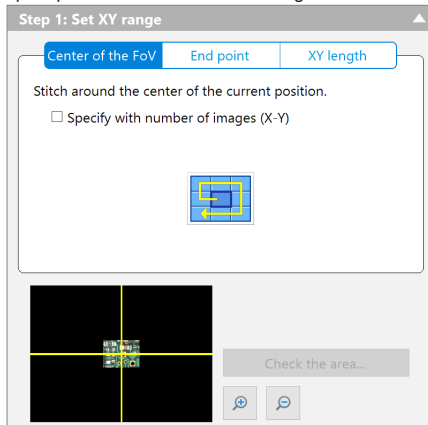 Step 1: Set XY range
Center of the FoV
End point
XY length
Stitch around the center of the current position.
Specify with number of images (X-Y)
Check the area...